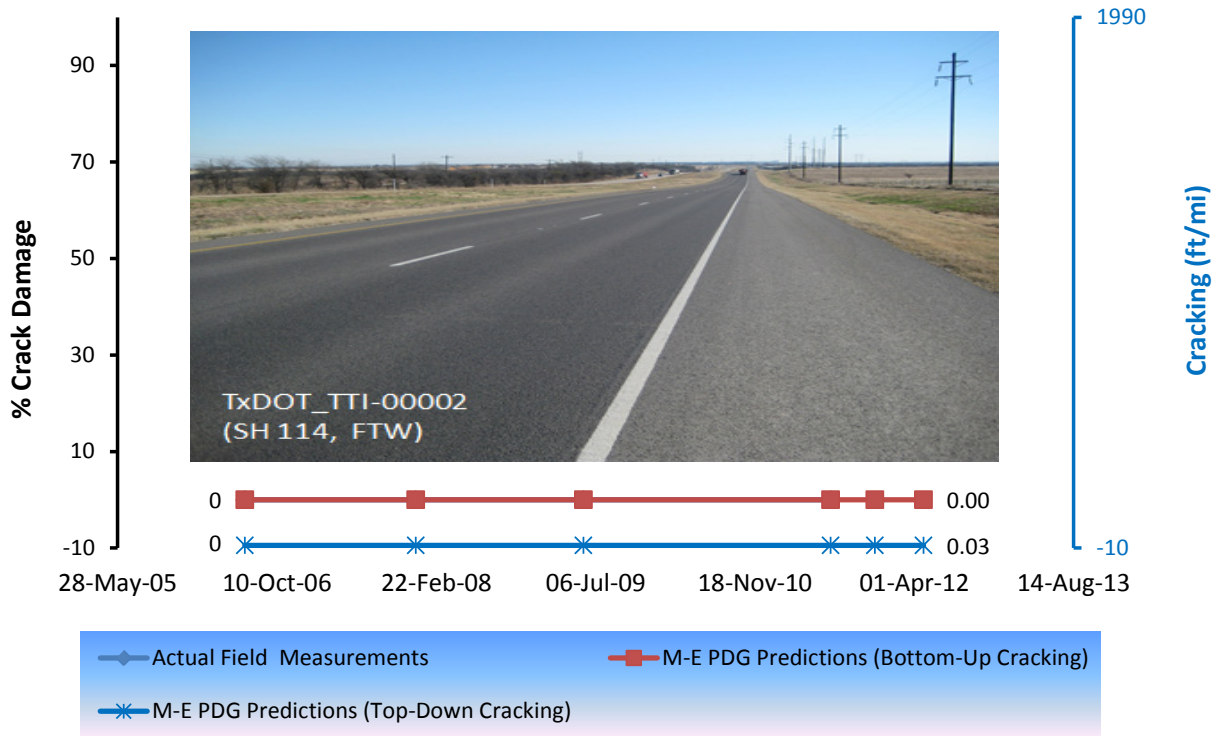 1990
90
70
50
30
10
-10
% Crack Damage
Cracking (ft/mi)
TxDOT_TTI-00002
(SH 114, FTW)
0
0.00
0
0.03
-10
28-May-05 10-Oct-06 22-Feb-08 06-Jul-09 18-Nov-10 01-Apr-12 14-Aug-13
Actual Field Measurements
M-E PDG Predictions (Bottom-Up Cracking)
M-E PDG Predictions (Top-Down Cracking)